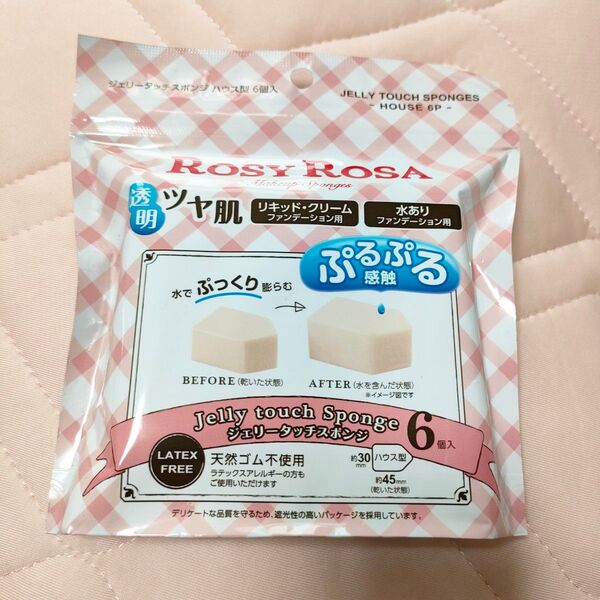 ジェリータッチスポンジ ハウス型 6個入
JELLY TOUCH SPONGES
- HOUSE 6P -
ROSY ROSA
Makeup Sponges
透明
ツヤ肌
リキッド・クリーム
ファンデーション用
水あり
ファンデーション用
ぷるぷる
感触
水で ぷっくり 膨らむ
BEFORE (乾いた状態)
AFTER (水を含んだ状態)
※イメージ図です
Jelly touch Sponge
ジェリータッチスポンジ
6個入
LATEX
FREE
天然ゴム不使用
ラテックスアレルギーの方も
ご使用いただけます
約30
mm
ハウス型
約45mm
(乾いた状態)
デリケートな品質を守るため、遮光性の高いパッケージを採用しています。